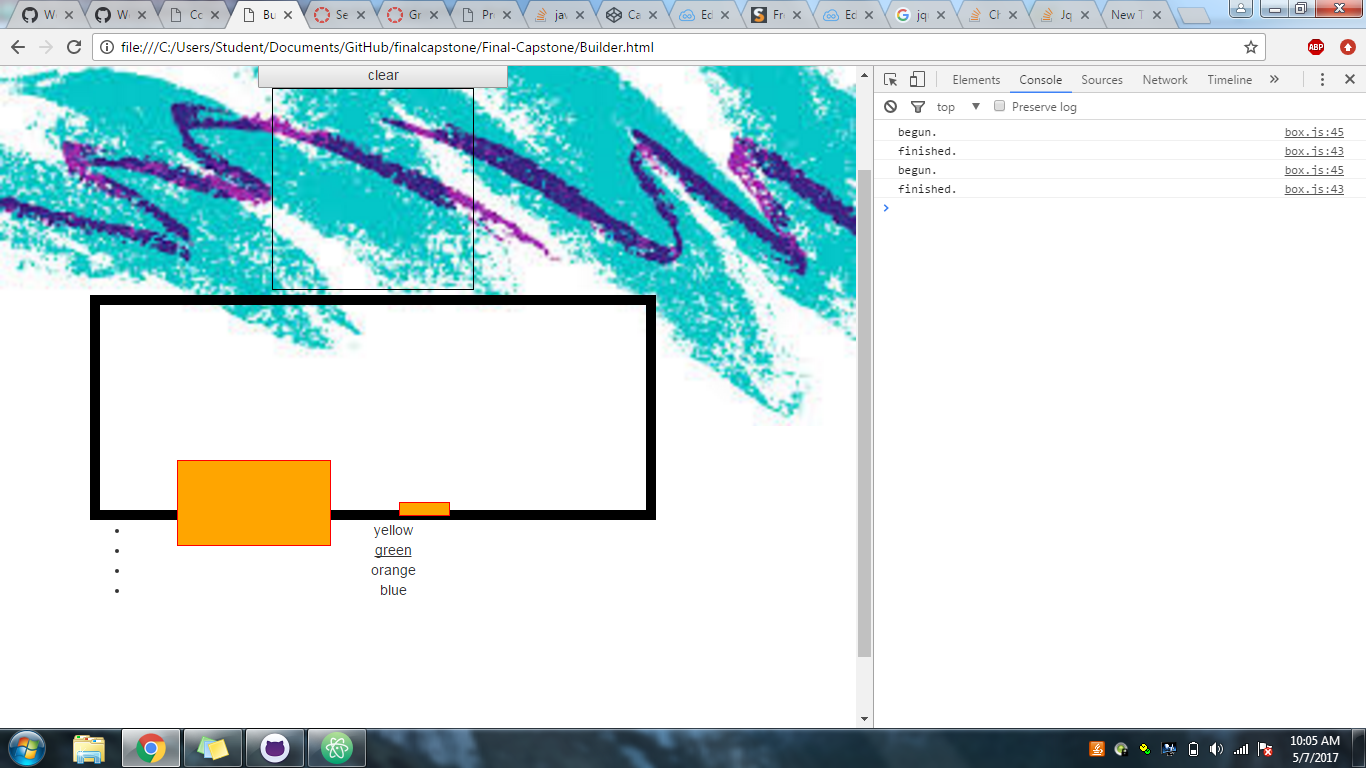 W
W
Co
Bu
Se
Gr
Pr
jav
Ca
Ed
Fr
Ed
jq
Ch
Jq
New T
file:///C:/Users/Student/Documents/GitHub/finalcapstone/Final-Capstone/Builder.html
ABP
clear
Elements Console Sources Network Timeline »
top Preserve log
begun. box.js:45
finished. box.js:43
begun. box.js:45
finished. box.js:43
yellow
green
orange
blue
10:05 AM
5/7/2017